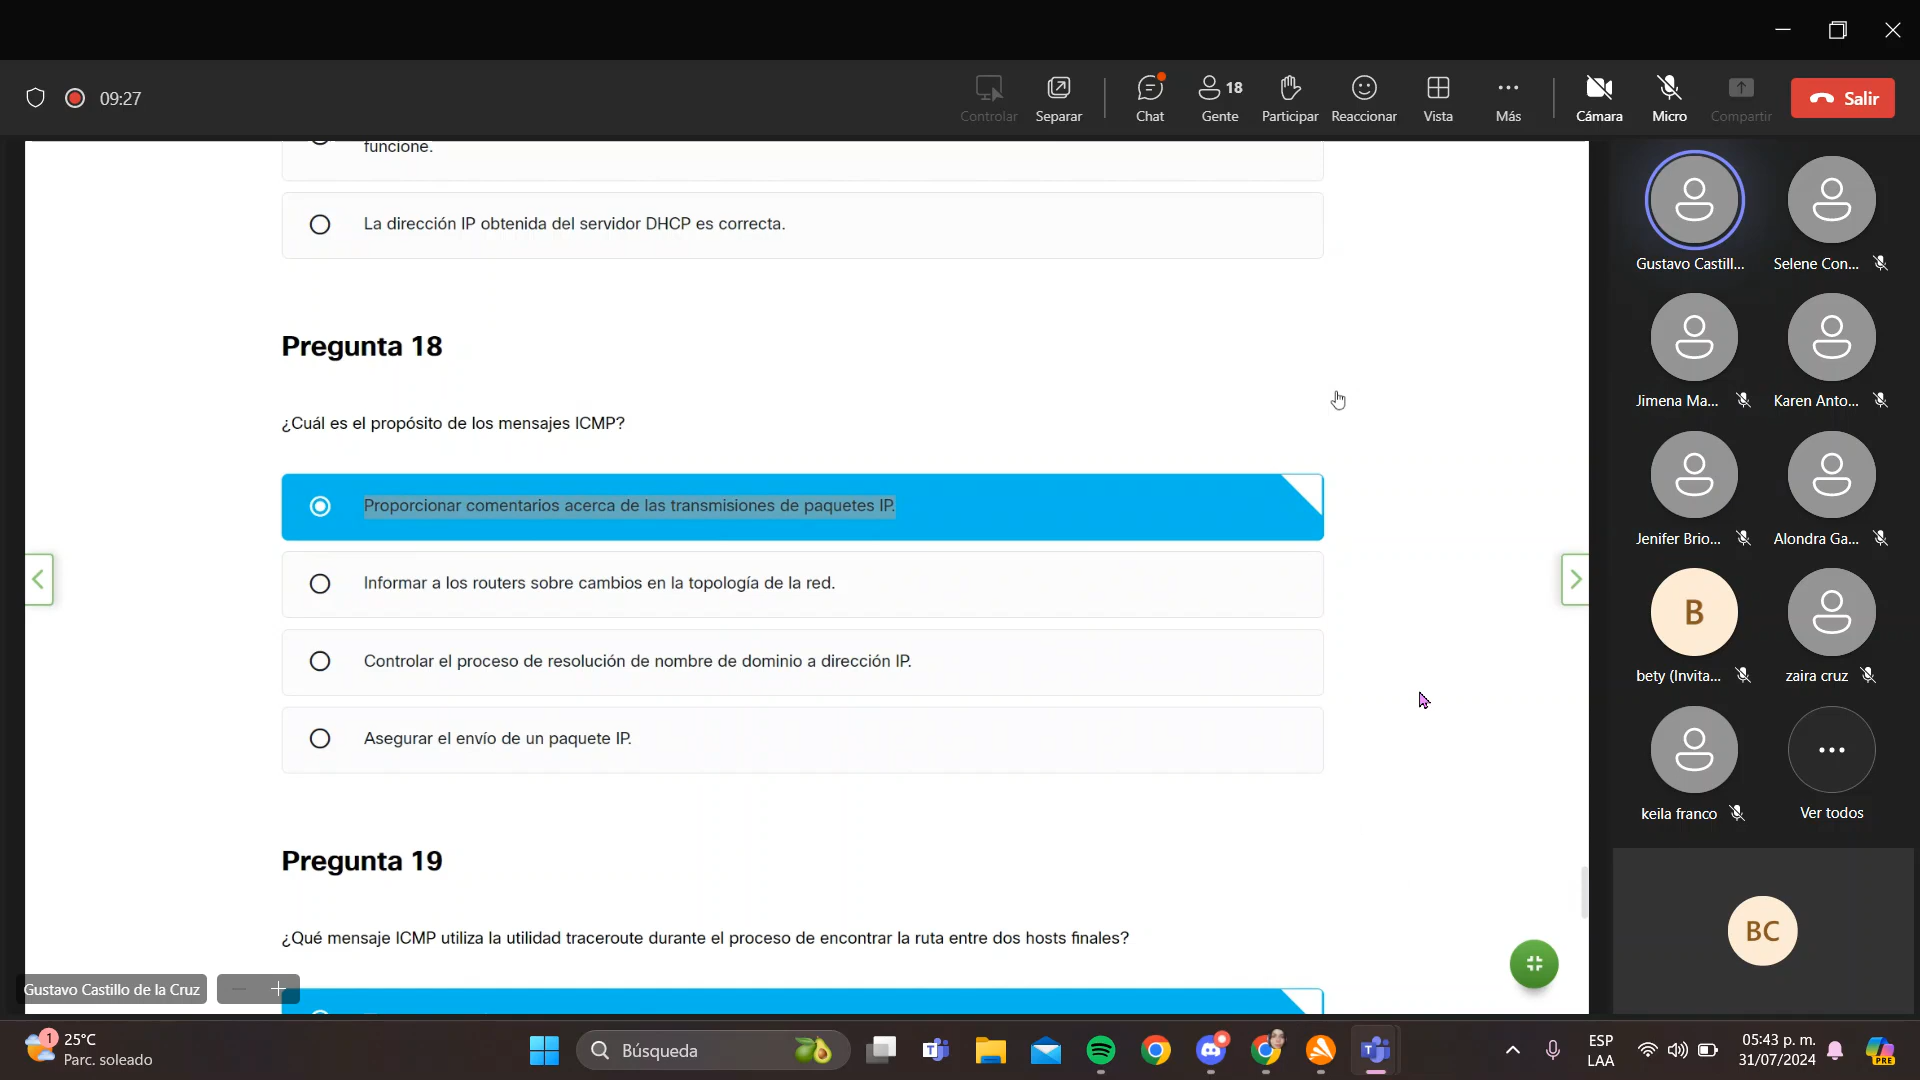 09:27
Controlar
Separar
Chat
18
Gente
Participar
Reaccionar
Vista
Más
Cámara
Micro
Compartir
Salir
funcione.
La dirección IP obtenida del servidor DHCP es correcta.
Pregunta 18
¿Cuál es el propósito de los mensajes ICMP?
Proporcionar comentarios acerca de las transmisiones de paquetes IP.
Informar a los routers sobre cambios en la topología de la red.
Controlar el proceso de resolución de nombre de dominio a dirección IP.
Asegurar el envío de un paquete IP.
Pregunta 19
¿Qué mensaje ICMP utiliza la utilidad traceroute durante el proceso de encontrar la ruta entre dos hosts finales?
Gustavo Castillo de la Cruz
Gustavo Castill...
Selene Con...
Jimena Ma...
Karen Anto...
Jenifer Brio...
Alondra Ga...
B
bety (Invita...
zaira cruz
keila franco
Ver todos
BC
1
25°C
Parc. soleado
Búsqueda
ESP
LAA
05:43 p. m.
31/07/2024
PRE